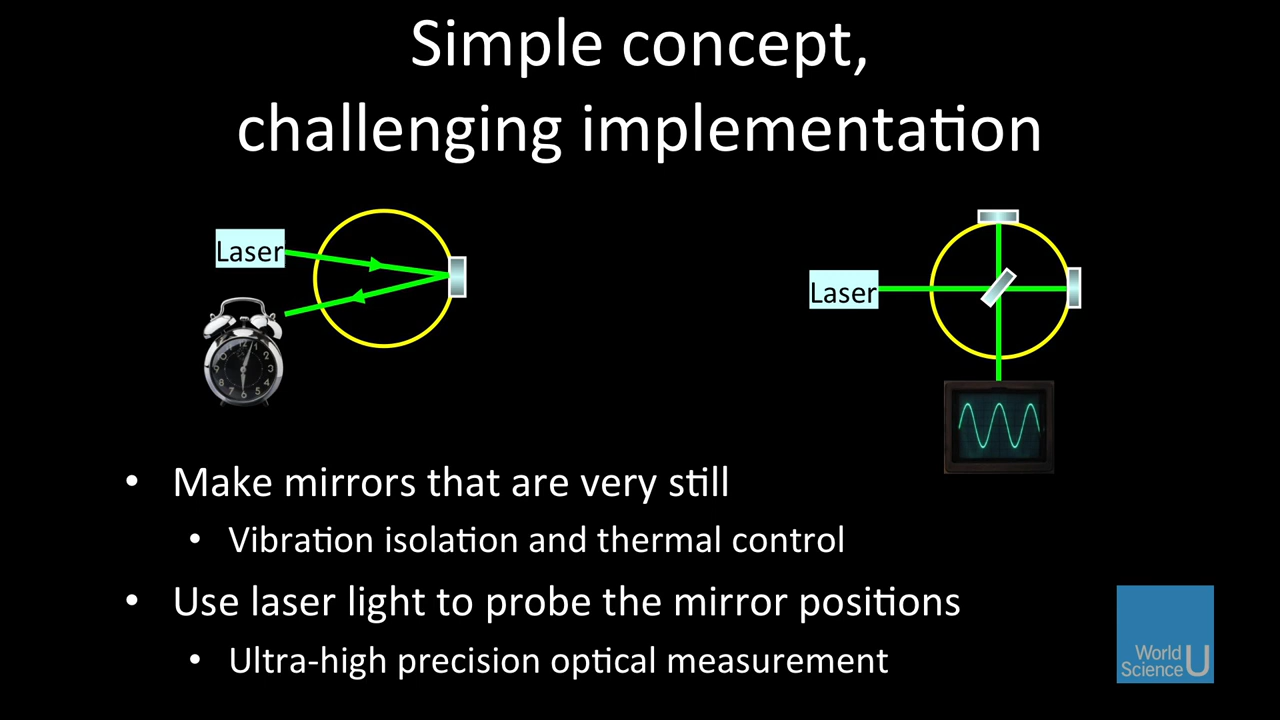 Simple concept,
challenging implementation
Laser
Laser
• Make mirrors that are very still
• Vibration isolation and thermal control
• Use laser light to probe the mirror positions
• Ultra-high precision optical measurement
World
Science U